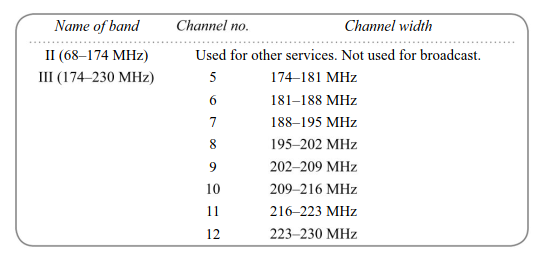 Name of band Channel no. Channel width
II (68–174 MHz) Used for other services. Not used for broadcast.
III (174–230 MHz) 5 174–181 MHz
6 181–188 MHz
7 188–195 MHz
8 195–202 MHz
9 202–209 MHz
10 209–216 MHz
11 216–223 MHz
12 223–230 MHz